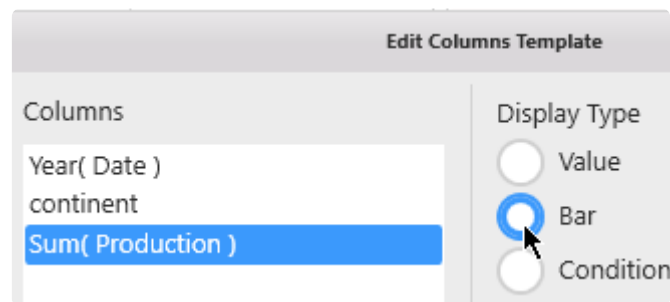 Edit Columns Template
Columns
Year( Date )
continent
Sum( Production )
Display Type
Value
Bar
Condition